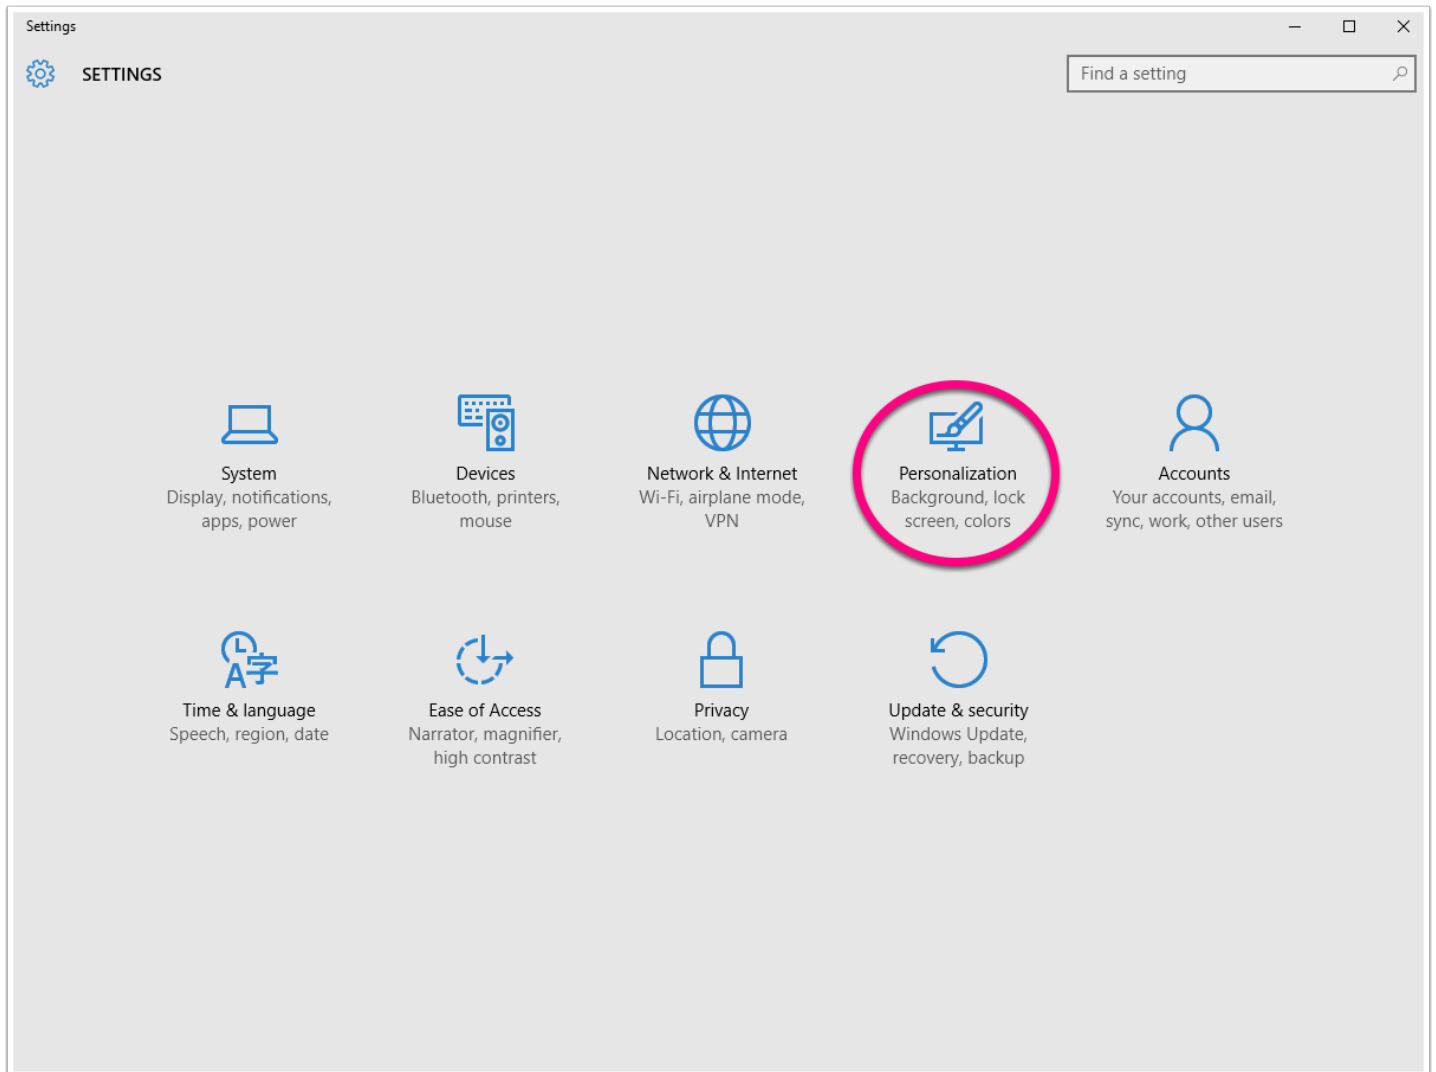 Settings
SETTINGS
Find a setting
System
Display, notifications,
apps, power
Devices
Bluetooth, printers,
mouse
Network & Internet
Wi-Fi, airplane mode,
VPN
Personalization
Background, lock
screen, colors
Accounts
Your accounts, email,
sync, work, other users
A字
Time & language
Speech, region, date
Ease of Access
Narrator, magnifier,
high contrast
Privacy
Location, camera
Update & security
Windows Update,
recovery, backup